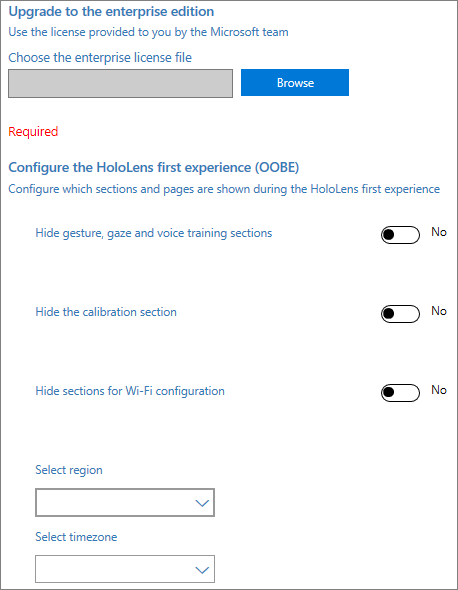 Upgrade to the enterprise edition
Use the license provided to you by the Microsoft team
Choose the enterprise license file
Browse
Required
Configure the HoloLens first experience (OOBE)
Configure which sections and pages are shown during the HoloLens first experience
Hide gesture, gaze and voice training sections
No
Hide the calibration section
No
Hide sections for Wi-Fi configuration
No
Select region
Select timezone